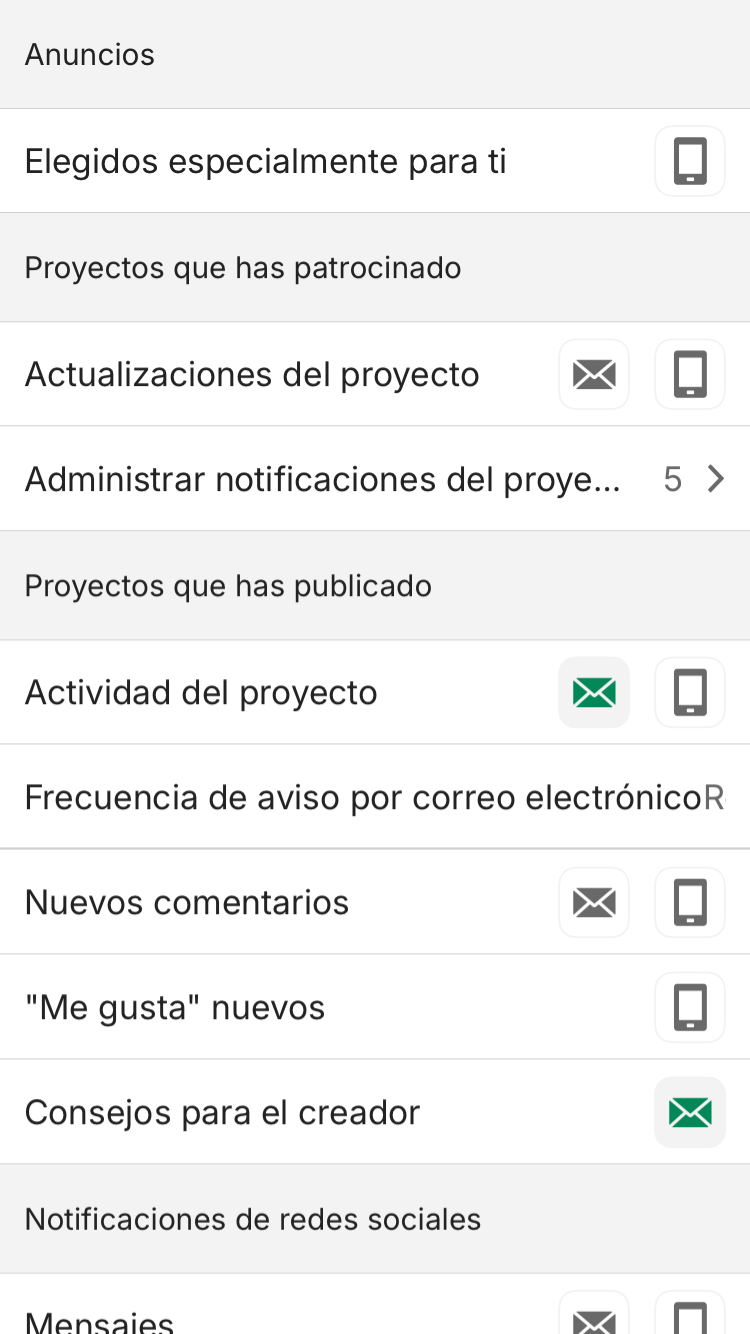 Anuncios
Elegidos especialmente para ti
Proyectos que has patrocinado
Actualizaciones del proyecto
Administrar notificaciones del proye... 5
Proyectos que has publicado
Actividad del proyecto
Frecuencia de aviso por correo electrónico
Nuevos comentarios
"Me gusta" nuevos
Consejos para el creador
Notificaciones de redes sociales
Mensajes